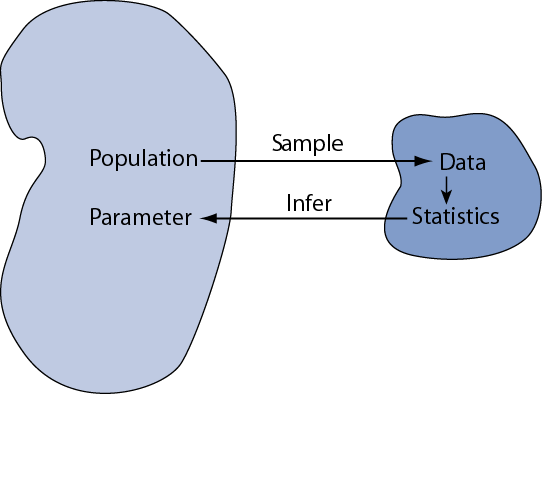 Sample
Population
Data
Infer
Parameter
Statistics